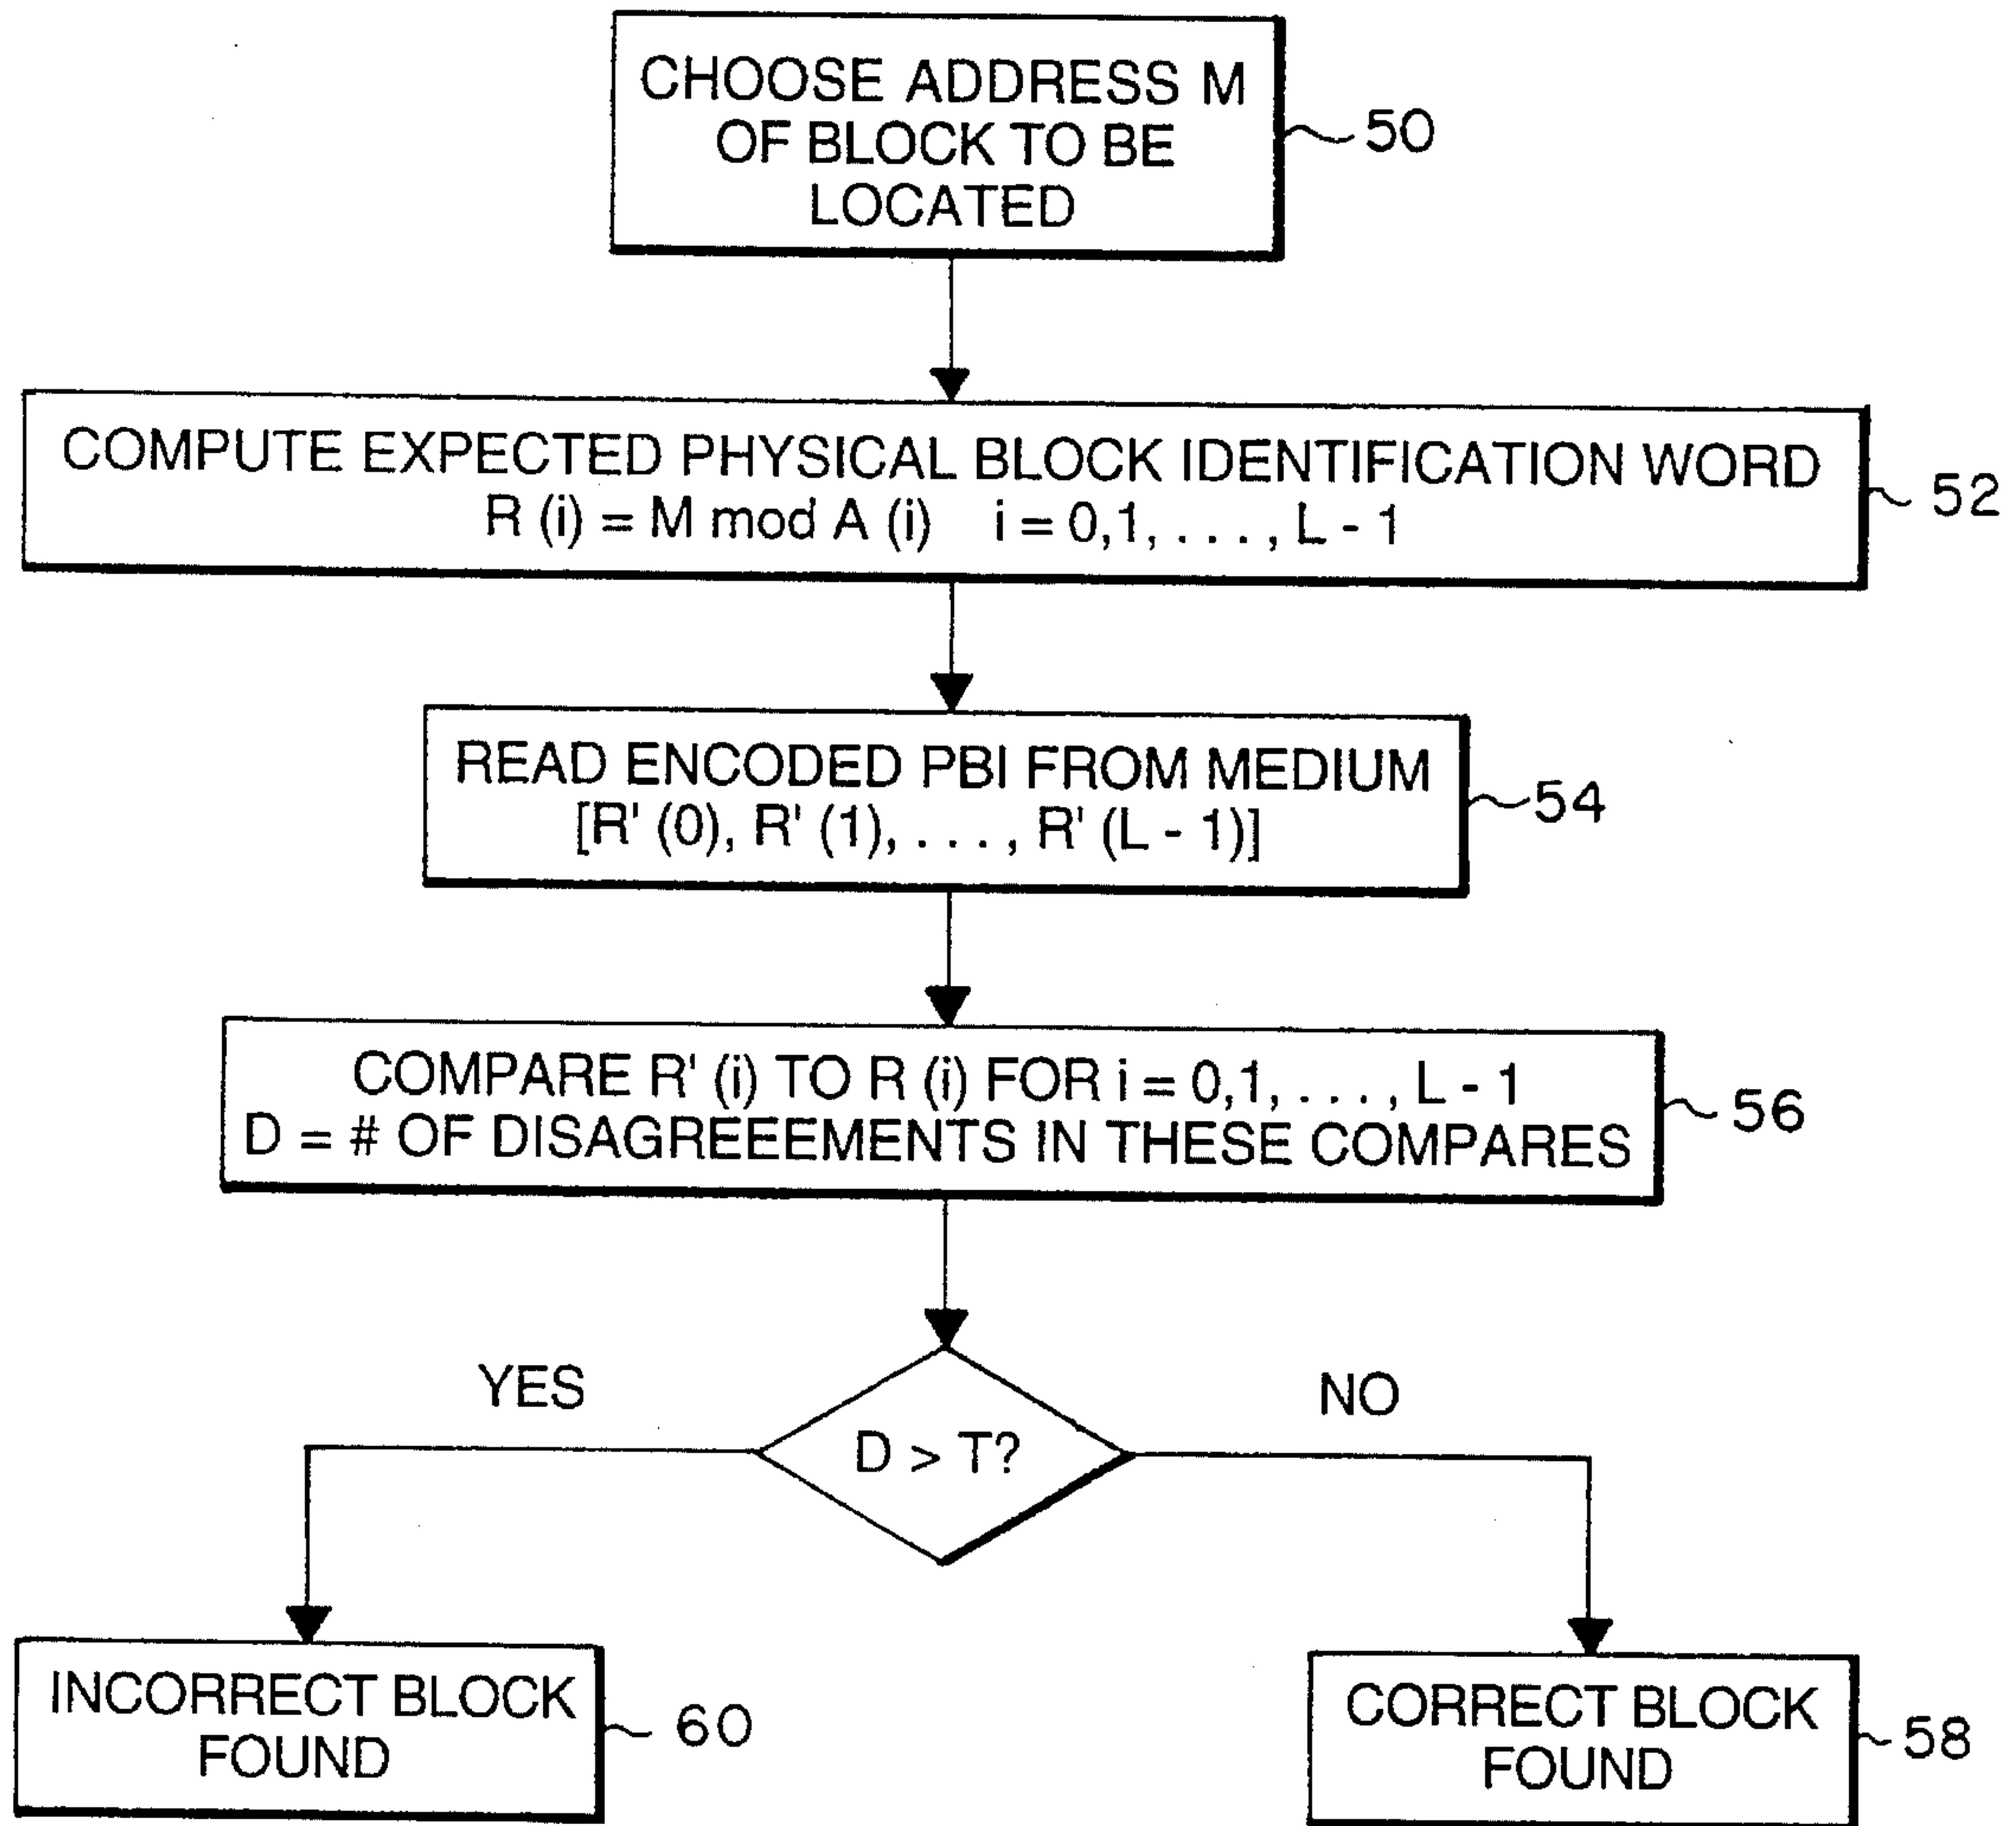 CHOOSE ADDRESS M
OF BLOCK TO BE
LOCATED
50
COMPUTE EXPECTED PHYSICAL BLOCK IDENTIFICATION WORD
R (i) = M mod A (i) i = 0,1, . . . , L - 1
52
READ ENCODED PBI FROM MEDIUM
[R' (0), R' (1), . . . , R' (L - 1)]
54
COMPARE R' (i) TO R (i) FOR i = 0,1, . . . , L - 1
D = # OF DISAGREEEMENTS IN THESE COMPARES
56
YES
D > T?
NO
INCORRECT BLOCK
FOUND
60
CORRECT BLOCK
FOUND
58